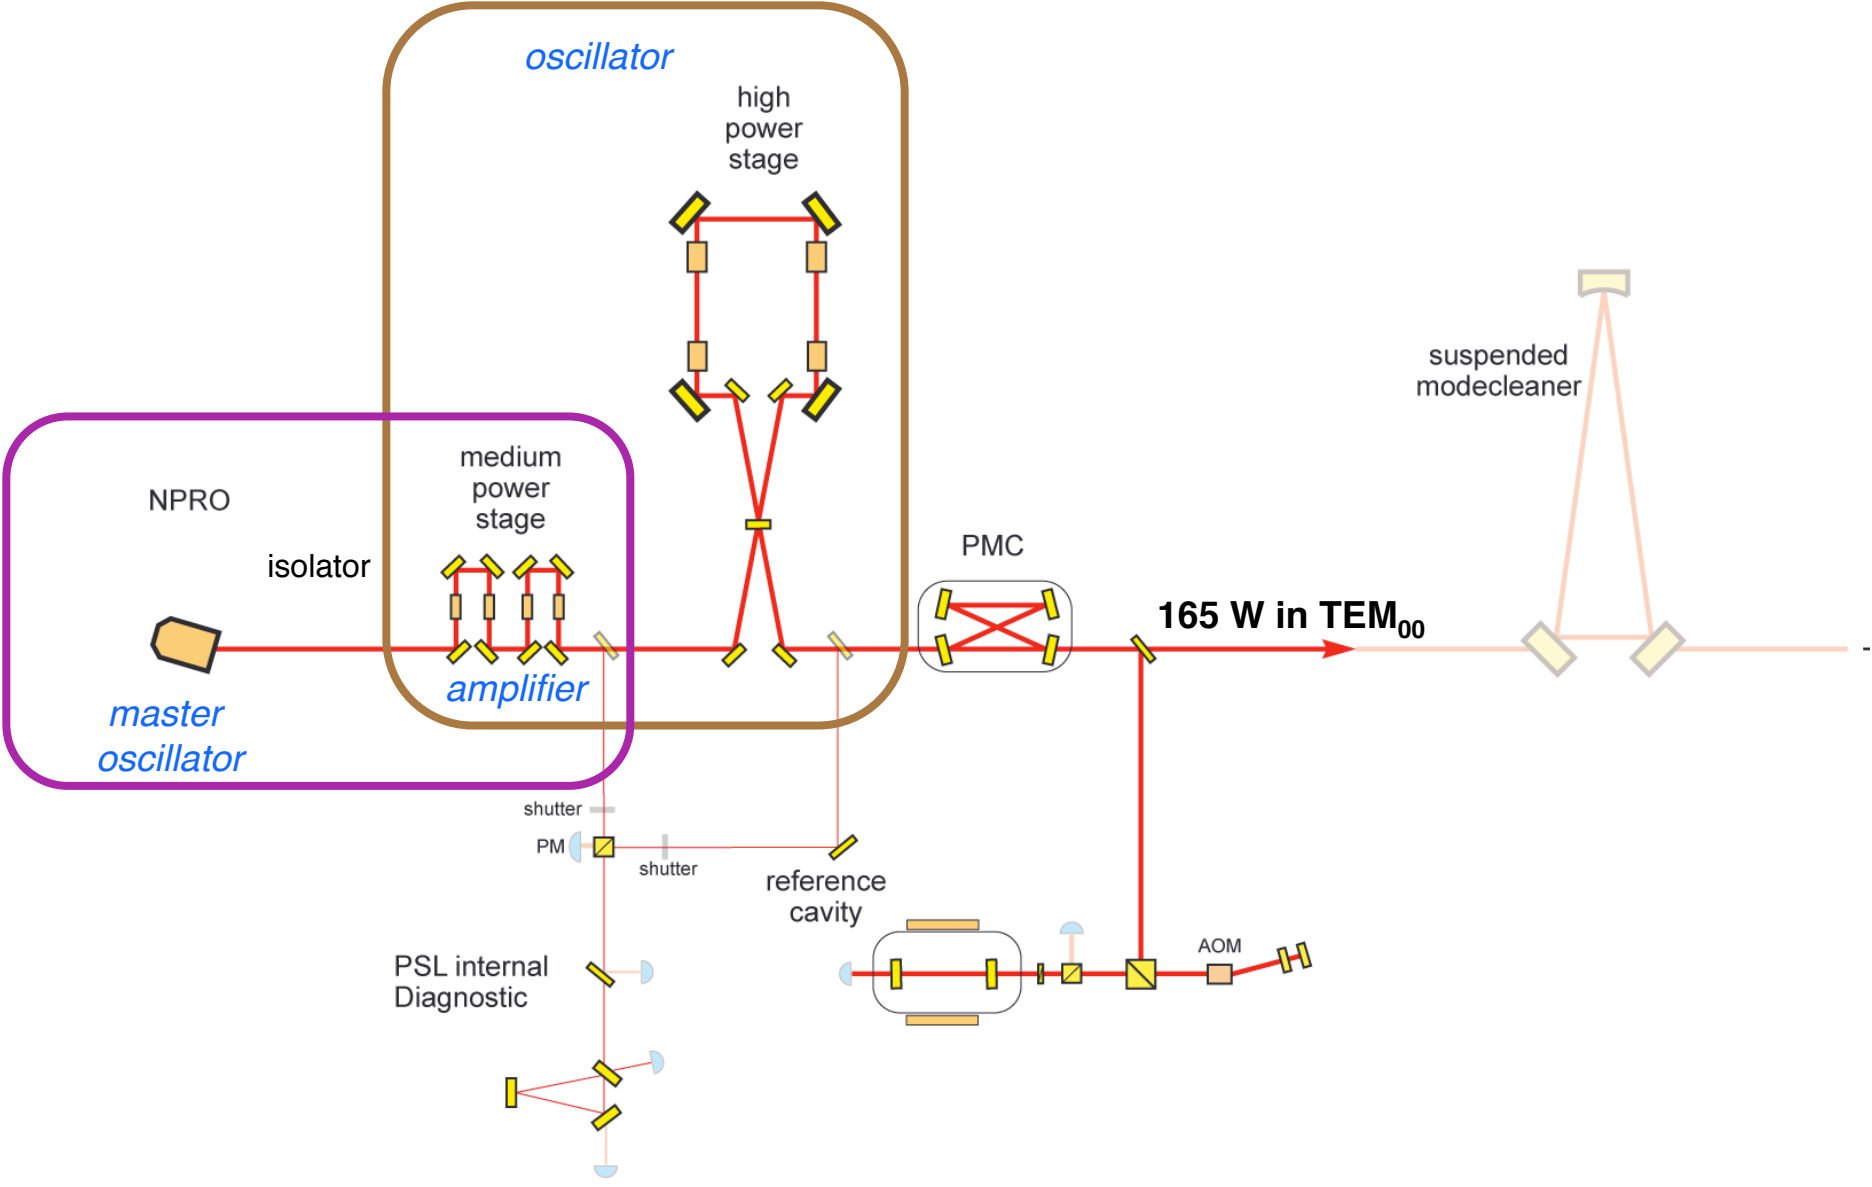 oscillator
high
power
stage
medium
power
stage
NPRO
isolator
suspended
modecleaner
PMC
165 W in TEM00
amplifier
master
oscillator
shutter
PM
shutter
reference
cavity
AOM
PSL internal
Diagnostic